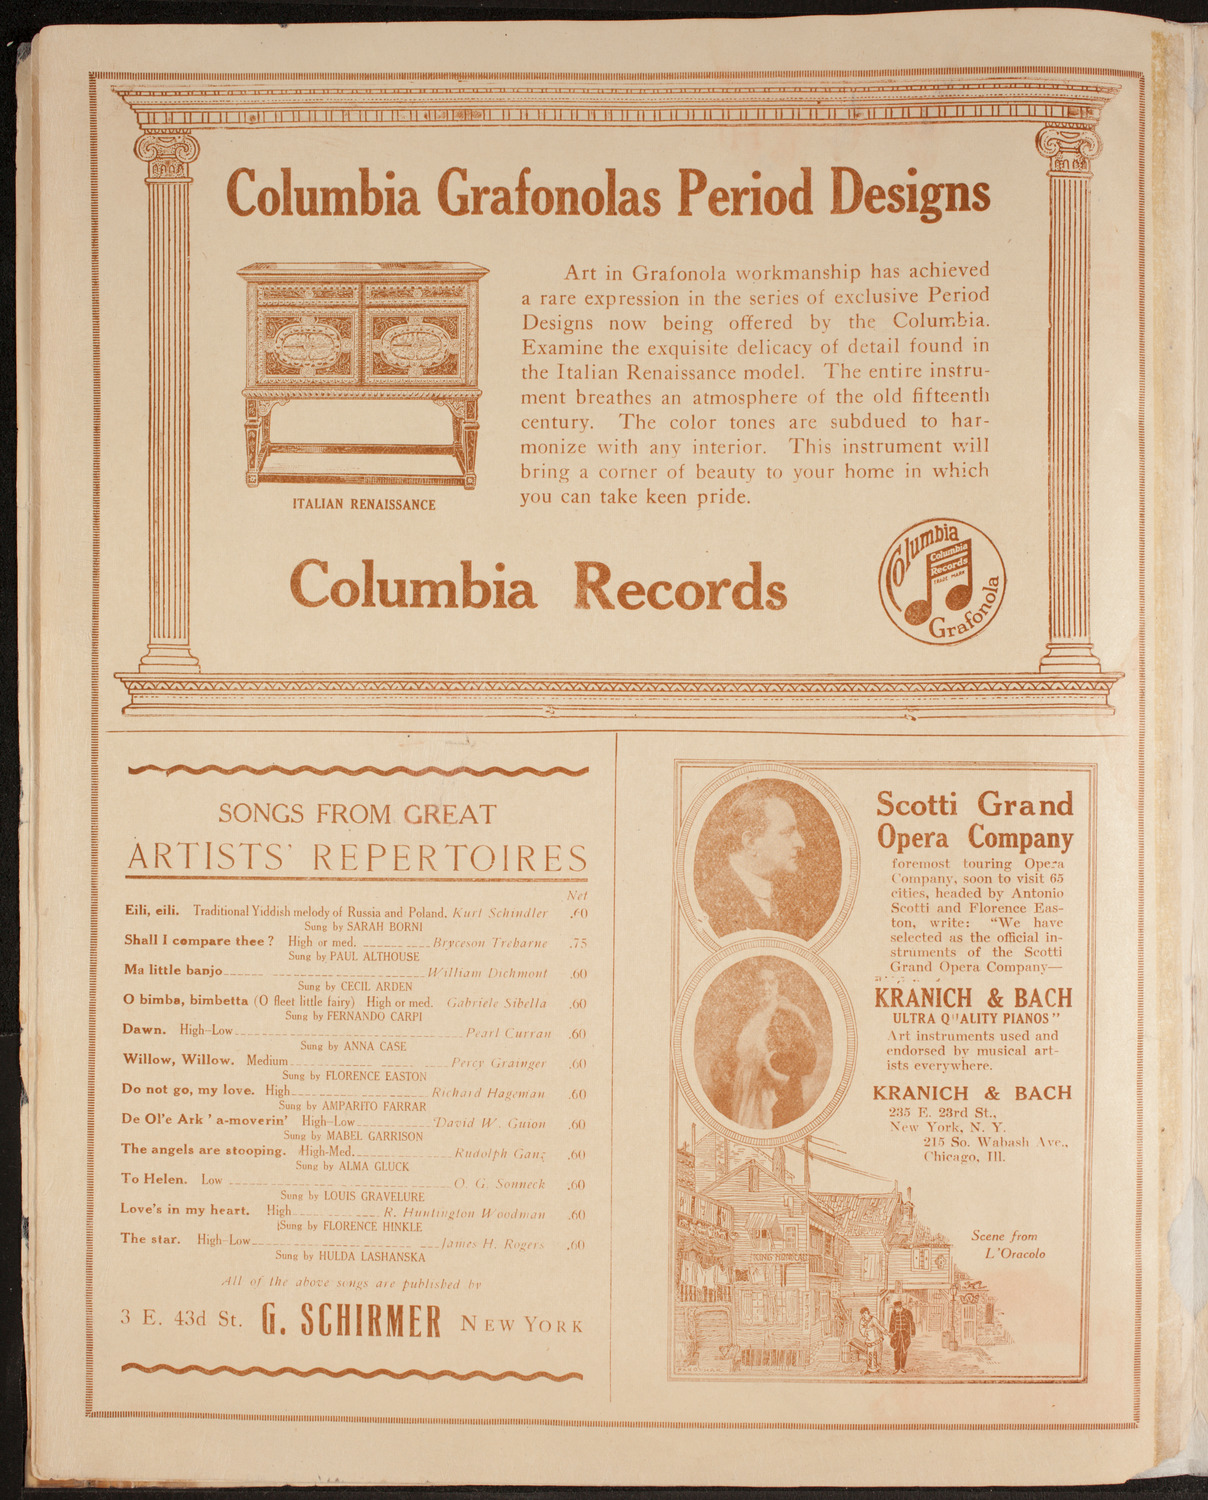 Columbia Grafonolas Period Designs
Art in Grafonola workmanship has achieved
a rare expression in the series of exclusive Period
Designs now being offered by the Columbia.
Examine the exquisite delicacy of detail found in
the Italian Renaissance model. The entire instru-
ment breathes an atmosphere of the old fifteenth
century. The color tones are subdued to har-
monize with any interior. This instrument will
bring a corner of beauty to your home in which
you can take keen pride.
ITALIAN RENAISSANCE
Columbia Records
Columbia
Columbia
Records
TRADE MARK
Grafonola
SONGS FROM GREAT
ARTISTS' REPERTOIRES
Net
Eili, eili. Traditional Yiddish melody of Russia and Poland. Kurt Schindler .60
Sung by SARAH BORNI
Shall I compare thee? High or med. Bryceson Treharne .75
Sung by PAUL ALTHOUSE
Ma little banjo William Dichmont .60
Sung by CECIL ARDEN
O bimba, bimbetta (O fleet little fairy) High or med. Gabriele Sibella .60
Sung by FERNANDO CARPI
Dawn. High-Low Pearl Curran .60
Sung by ANNA CASE
Willow, Willow. Medium Percy Grainger .60
Sung by FLORENCE EASTON
Do not go, my love. High Richard Hageman .60
Sung by AMPARITO FARRAR
De Ol'e Ark 'a-moverin' High-Low David W. Guion .60
Sung by MABEL GARRISON
The angels are stooping. High-Med. Rudolph Ganz .60
Sung by ALMA GLUCK
To Helen. Low O. G. Sonneck .60
Sung by LOUIS GRAVELURE
Love's in my heart. High R. Huntington Woodman .60
Sung by FLORENCE HINKLE
The star. High-Low James H. Rogers .60
Sung by HULDA LASHANSKA
All of the above songs are published by
3 E. 43d St. G. SCHIRMER NEW YORK
Scotti Grand
Opera Company
foremost touring Opera
Company, soon to visit 65
cities, headed by Antonio
Scotti and Florence Eas-
ton, write: "We have
selected as the official in-
struments of the Scotti
Grand Opera Company—
KRANICH & BACH
ULTRA QUALITY PIANOS"
Art instruments used and
endorsed by musical art-
ists everywhere.
KRANICH & BACH
235 E. 23rd St.,
New York, N. Y.
215 So. Wabash Ave.,
Chicago, Ill.
Scene from
L'Oracolo